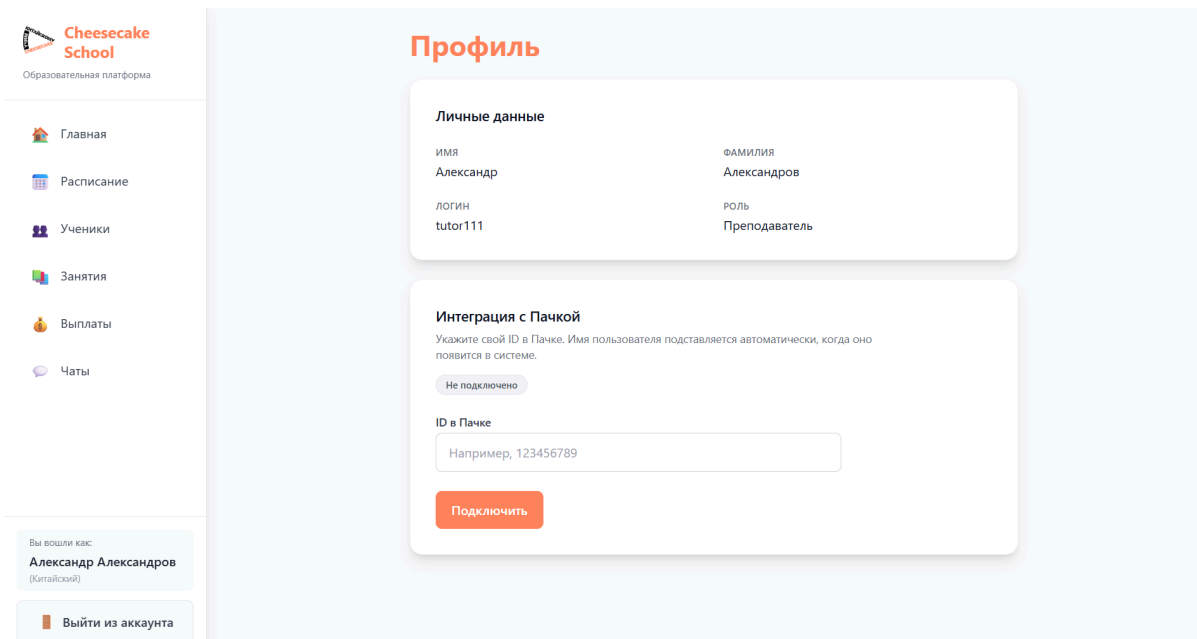 Cheesecake
School
Образовательная платформа
Главная
Расписание
Ученики
Занятия
Выплаты
Чаты
Вы вошли как:
Александр Александров
(Китайский)
Выйти из аккаунта
Профиль
Личные данные
ИМЯ
Александр
ФАМИЛИЯ
Александров
ЛОГИН
tutor111
РОЛЬ
Преподаватель
Интеграция с Пачкой
Укажите свой ID в Пачке. Имя пользователя подставляется автоматически, когда оно
появится в системе.
Не подключено
ID в Пачке
Например, 123456789
Подключить